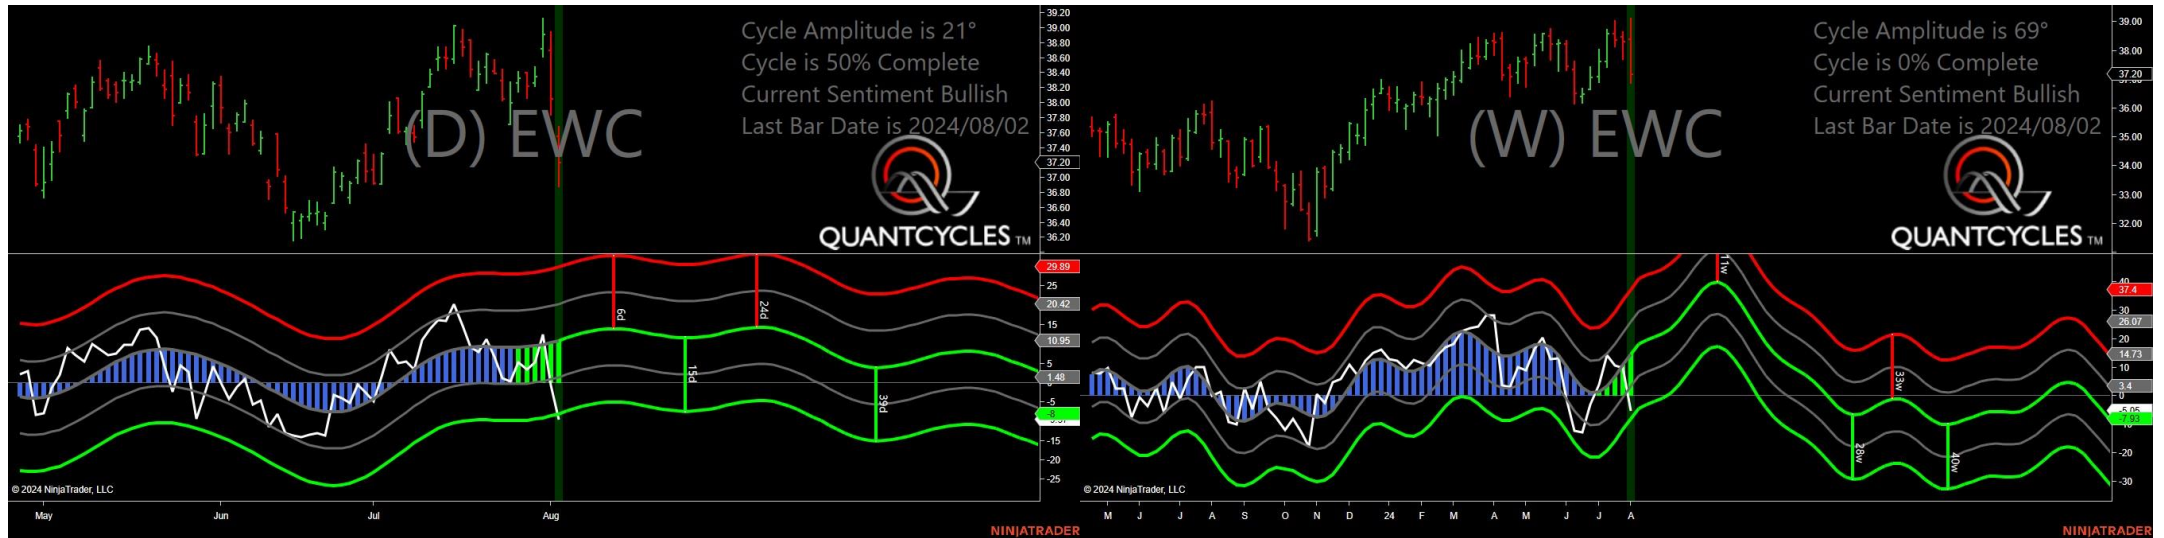 Cycle Amplitude is 21°
Cycle is 50% Complete
Current Sentiment Bullish
Last Bar Date is 2024/08/02
(D) EWC
QUANTCYCLES TM
39.20
39.00
38.80
38.60
38.40
38.20
38.00
37.80
37.60
37.40
37.20
37.00
36.80
36.60
36.40
36.20
29.89
25
20.42
15
10.95
5
1.48
-5
-8
-15
-20
-25
6d
15d
24d
39d
© 2024 NinjaTrader, LLC
May Jun Jul Aug
NINJATRADER
Cycle Amplitude is 69°
Cycle is 0% Complete
Current Sentiment Bullish
Last Bar Date is 2024/08/02
(W) EWC
QUANTCYCLES TM
39.00
38.00
37.20
36.00
35.00
34.00
33.00
32.00
40
37.4
30
26.07
20
14.73
10
3.4
0
-5.05
-7.93
-20
-30
11w
28w
33w
40w
© 2024 NinjaTrader, LLC
M J J A S O N D 24 F M A M J J A
NINJATRADER